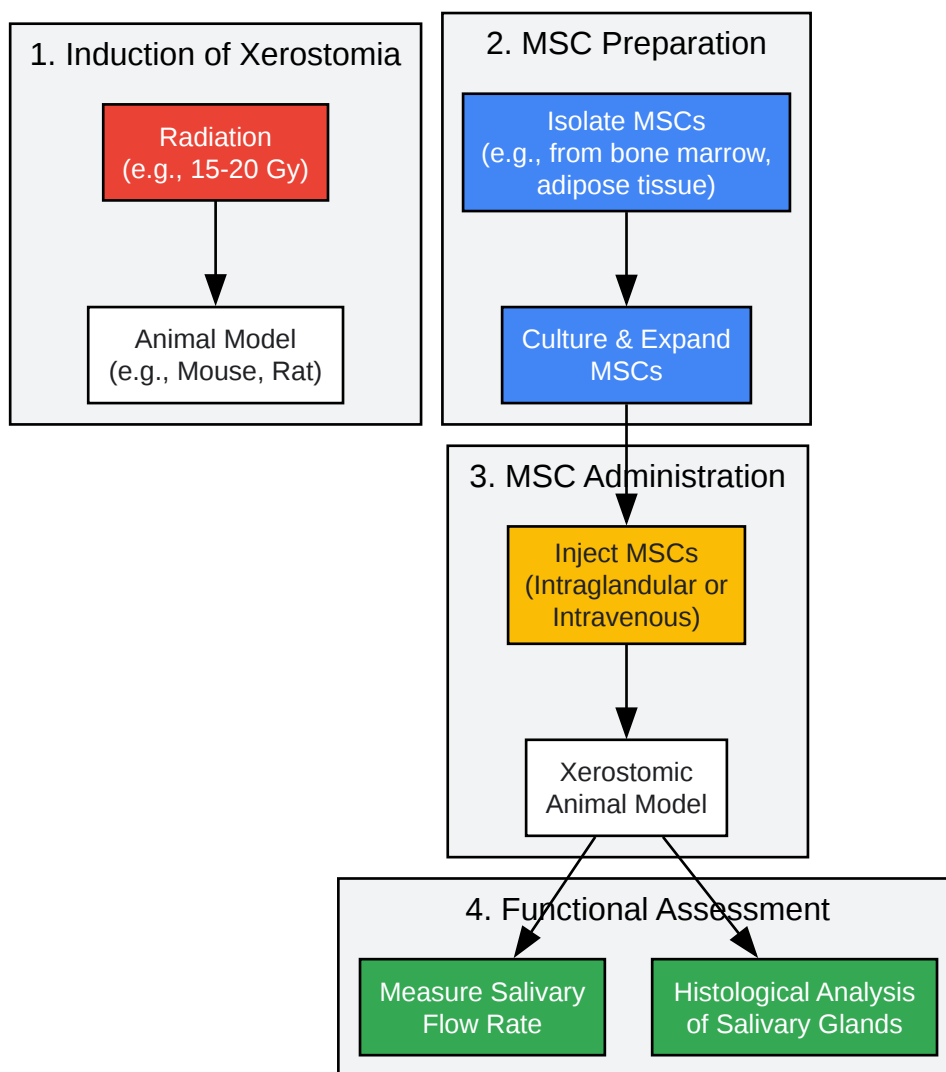 1. Induction of Xerostomia
Radiation
(e.g., 15-20 Gy)
Animal Model
(e.g., Mouse, Rat)
2. MSC Preparation
Isolate MSCs
(e.g., from bone marrow,
adipose tissue)
Culture & Expand
MSCs
3. MSC Administration
Inject MSCs
(Intraglandular or
Intravenous)
Xerostomic
Animal Model
4. Functional Assessment
Measure Salivary
Flow Rate
Histological Analysis
of Salivary Glands